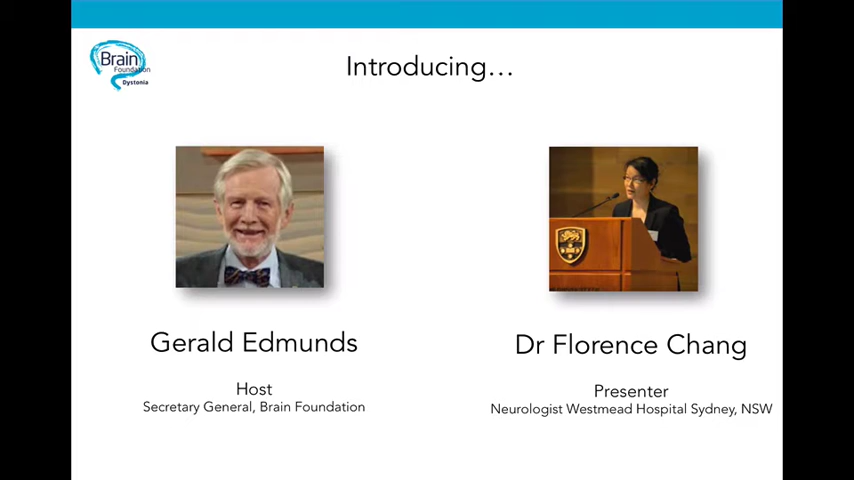 Brain
Foundation
Dystonia
Introducing…
Gerald Edmunds
Host
Secretary General, Brain Foundation
Dr Florence Chang
Presenter
Neurologist Westmead Hospital Sydney, NSW